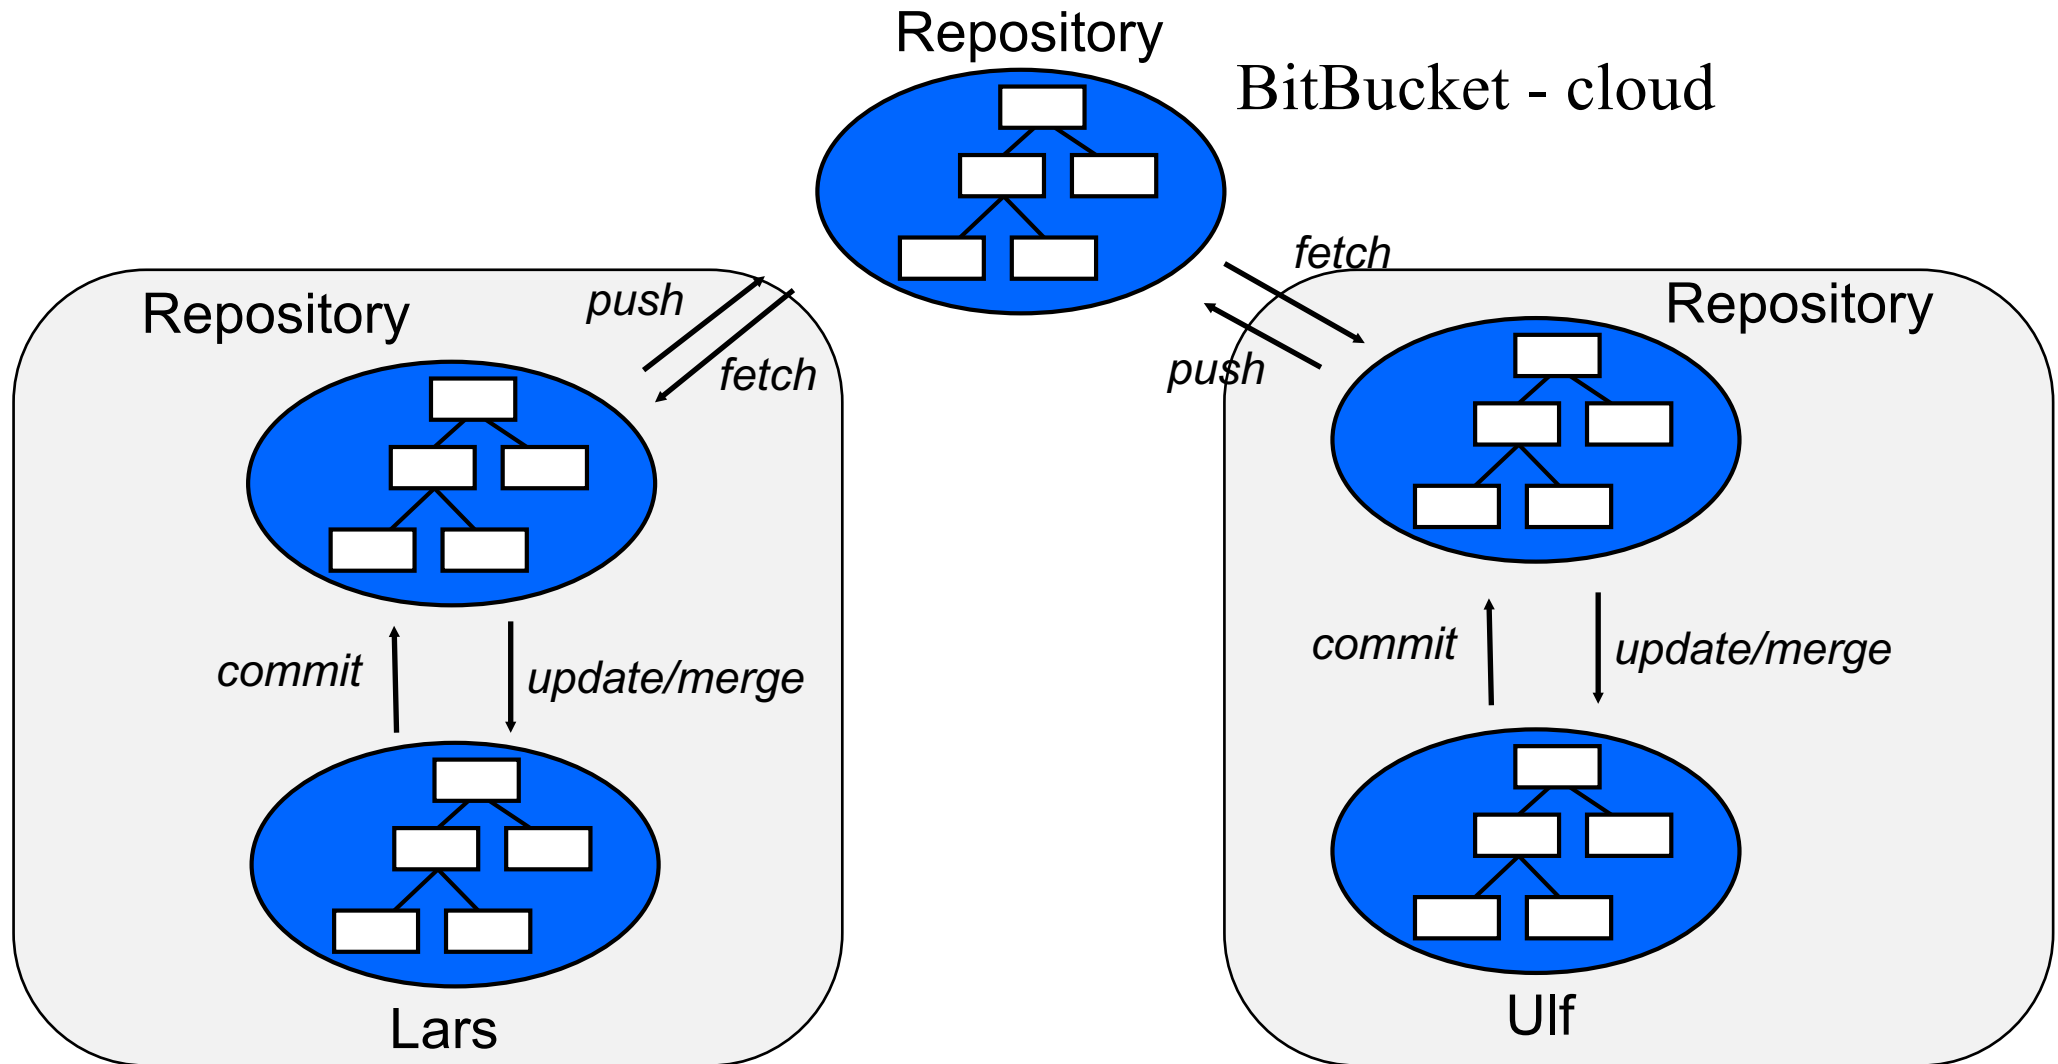 Repository
BitBucket - cloud
push
fetch
fetch
push
Repository
commit
update/merge
Lars
Repository
commit
update/merge
Ulf